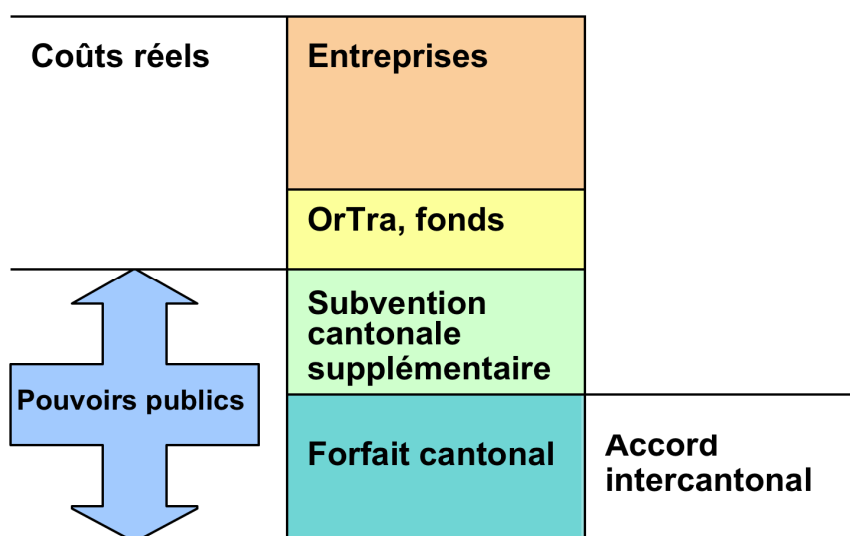 Coûts réels
Entreprises
OrTra, fonds
Subvention
cantonale
supplémentaire
Pouvoirs publics
Forfait cantonal
Accord
intercantonal